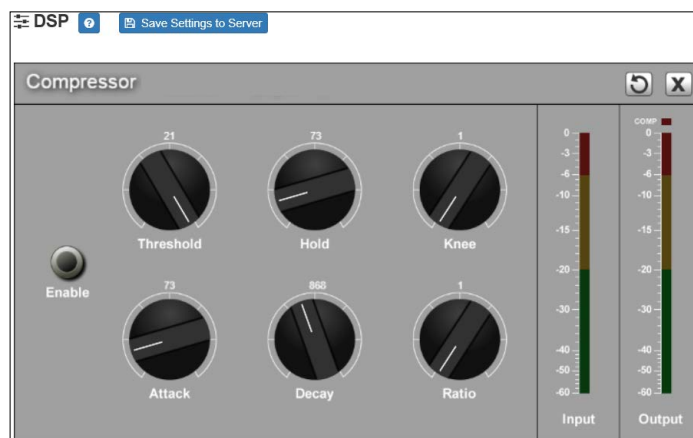 DSP ? Save Settings to Server
Compressor X
21 73 1
Threshold Hold Knee
Enable
73 868 1
Attack Decay Ratio
COMP
0 0
-3 -3
-6 -6
-10 -10
-15 -15
-20 -20
-30 -30
-40 -40
-50 -50
-60 -60
Input Output